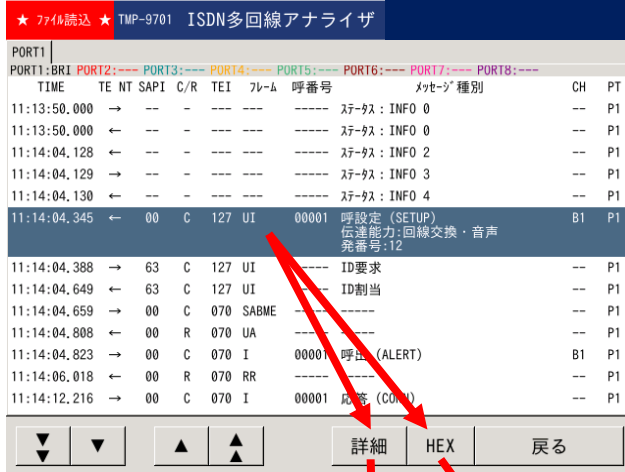 ★ ﾌｧｲﾙ読込 ★ TMP-9701 ISDN多回線アナライザ
PORT1
PORT1:BRI PORT2:--- PORT3:--- PORT4:--- PORT5:--- PORT6:--- PORT7:--- PORT8:---
TIME TE NT SAPI C/R TEI ﾌﾚｰﾑ 呼番号 ﾒｯｾｰｼﾞ種別 CH PT
11:13:50.000 → -- - --- --- ----- ｽﾃｰﾀｽ : INFO 0 -- P1
11:13:50.000 ← -- - --- --- ----- ｽﾃｰﾀｽ : INFO 0 -- P1
11:14:04.128 ← -- - --- --- ----- ｽﾃｰﾀｽ : INFO 2 -- P1
11:14:04.129 → -- - --- --- ----- ｽﾃｰﾀｽ : INFO 3 -- P1
11:14:04.130 ← -- - --- --- ----- ｽﾃｰﾀｽ : INFO 4 -- P1
11:14:04.345 ← 00 C 127 UI 00001 呼設定 (SETUP) B1 P1
伝達能力:回線交換・音声
発番号:12
11:14:04.388 → 63 C 127 UI ----- ID要求 -- P1
11:14:04.649 ← 63 C 127 UI ----- ID割当 -- P1
11:14:04.659 → 00 C 070 SABME ----- ----- -- P1
11:14:04.808 ← 00 R 070 UA ----- ----- -- P1
11:14:04.823 → 00 C 070 I 00001 呼出 (ALERT) B1 P1
11:14:06.018 ← 00 R 070 RR ----- ----- -- P1
11:14:12.216 → 00 C 070 I 00001 応答 (CONN) -- P1
詳細 HEX 戻る